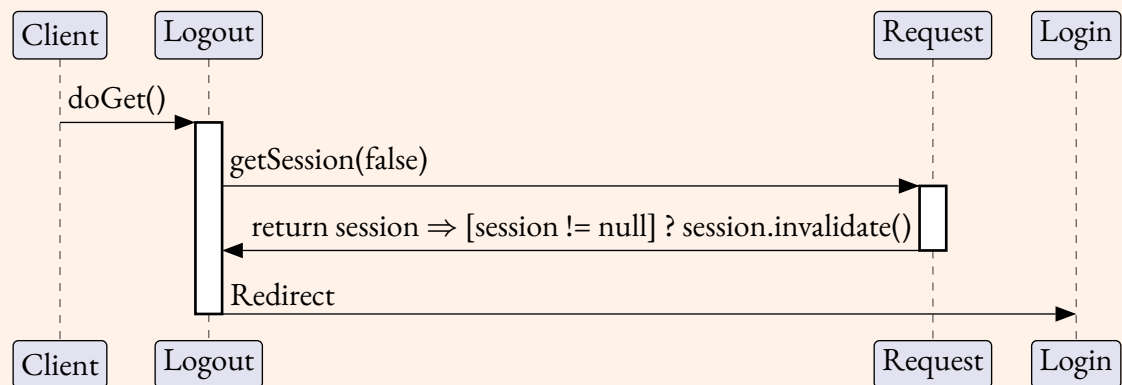 Client Logout Request Login
doGet()
getSession(false)
return session ⇒ [session != null] ? session.invalidate()
Redirect
Client Logout Request Login